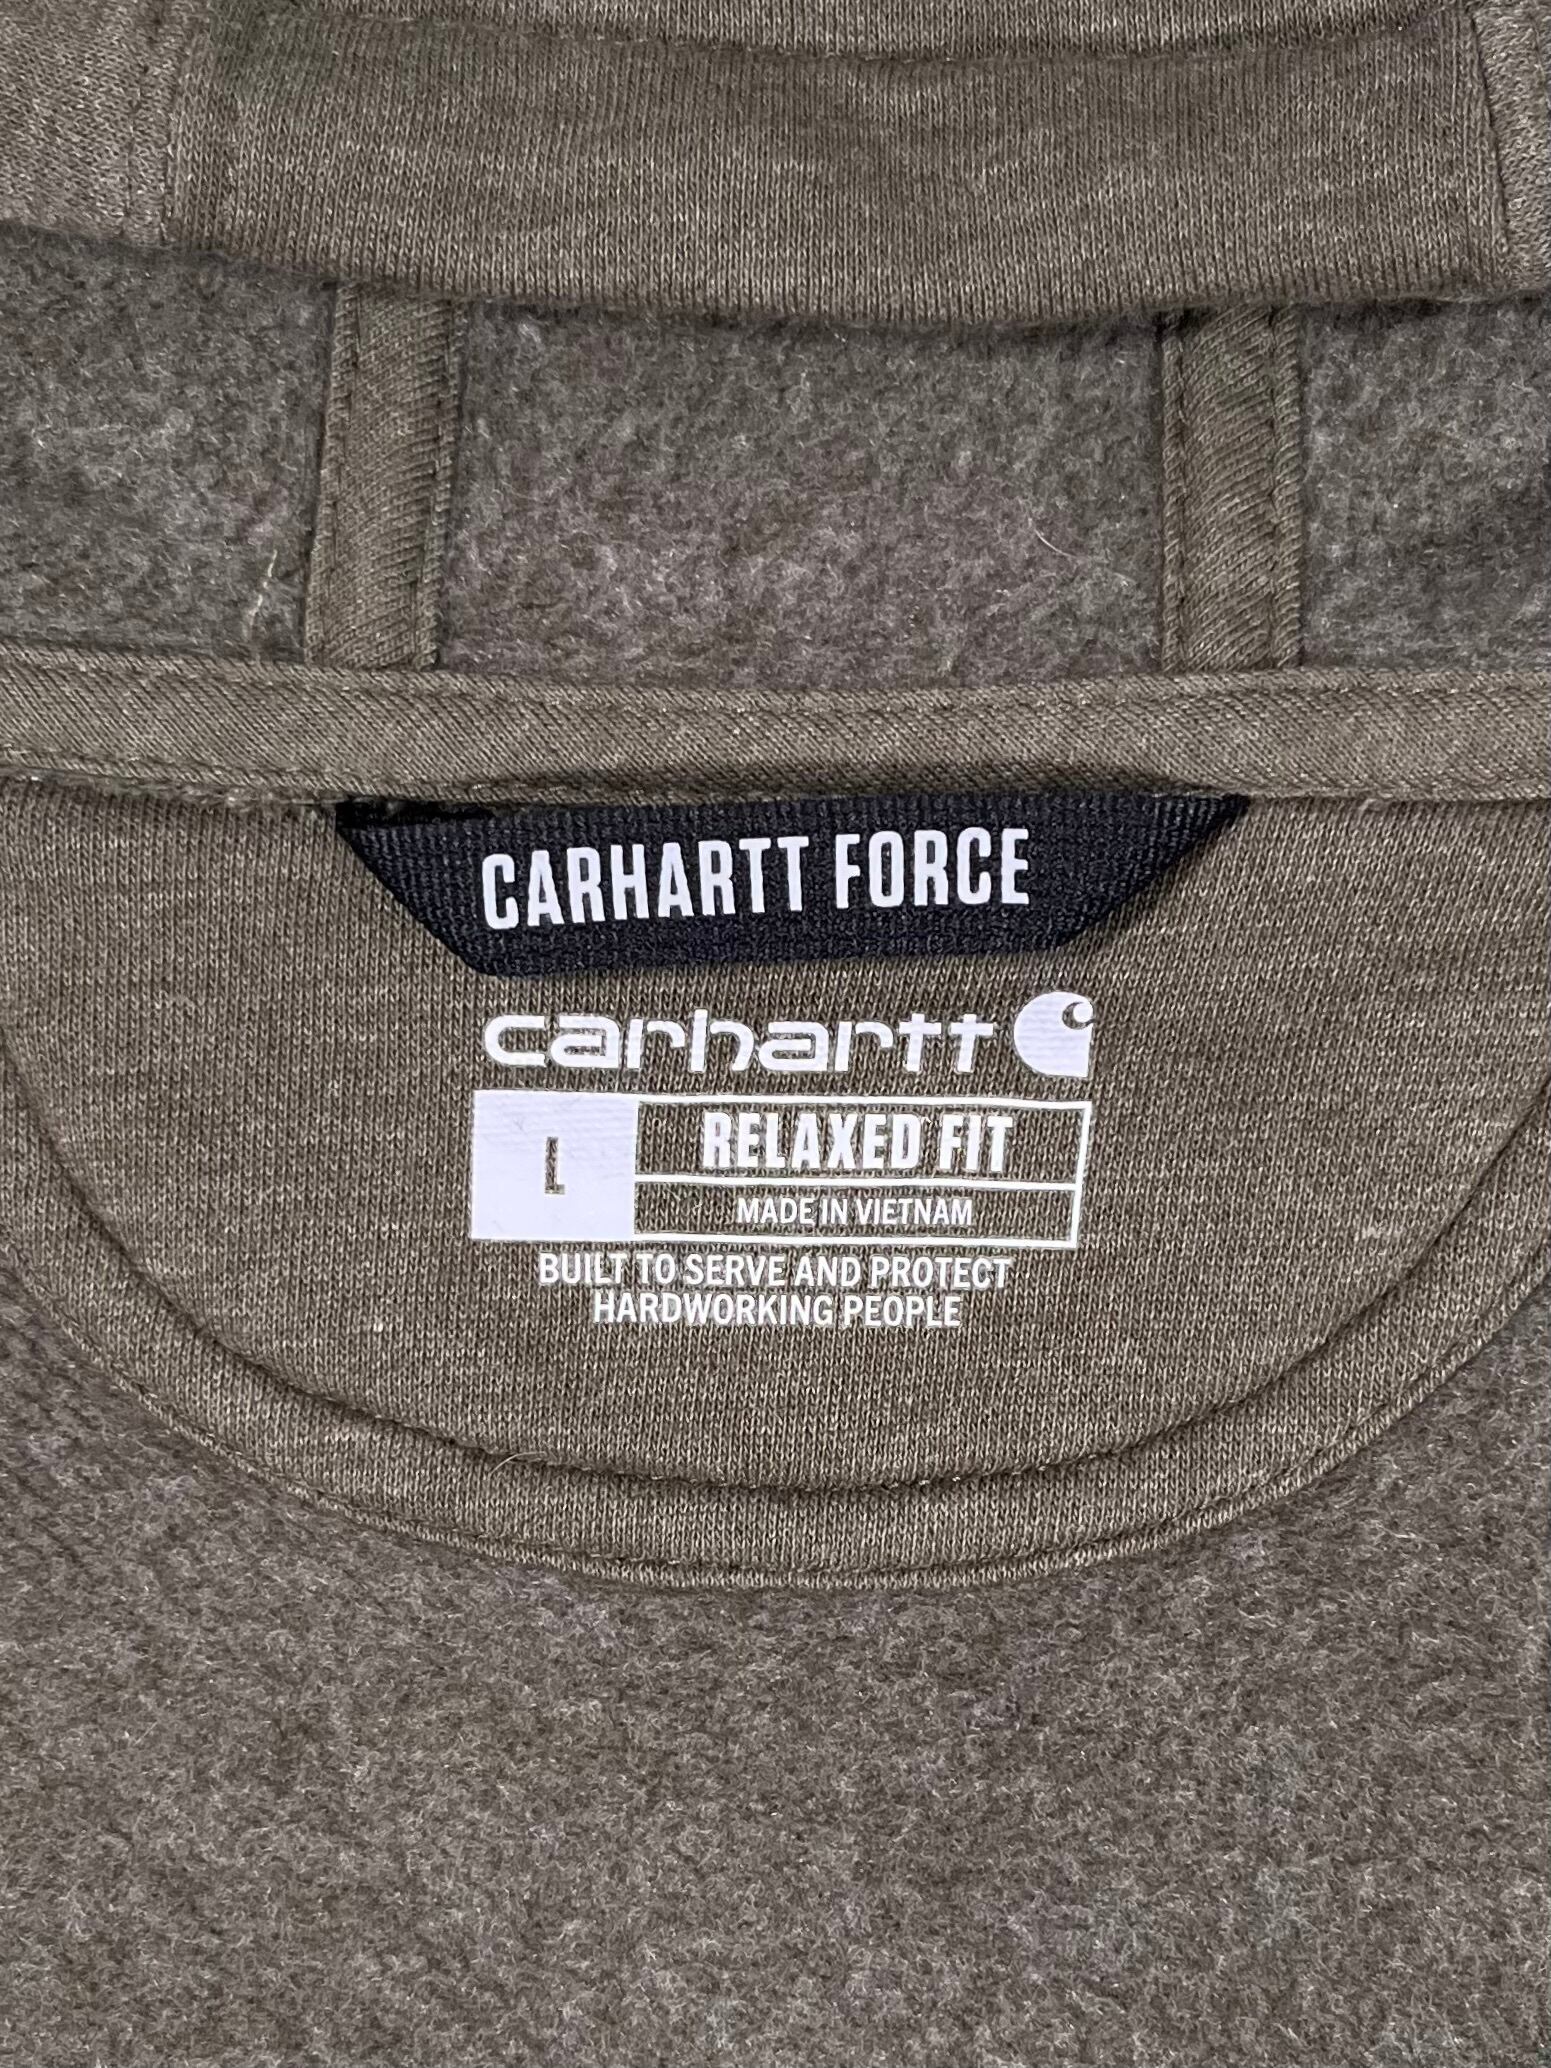 CARHARTT FORCE
carhartt
L
RELAXED FIT
MADE IN VIETNAM
BUILT TO SERVE AND PROTECT
HARDWORKING PEOPLE